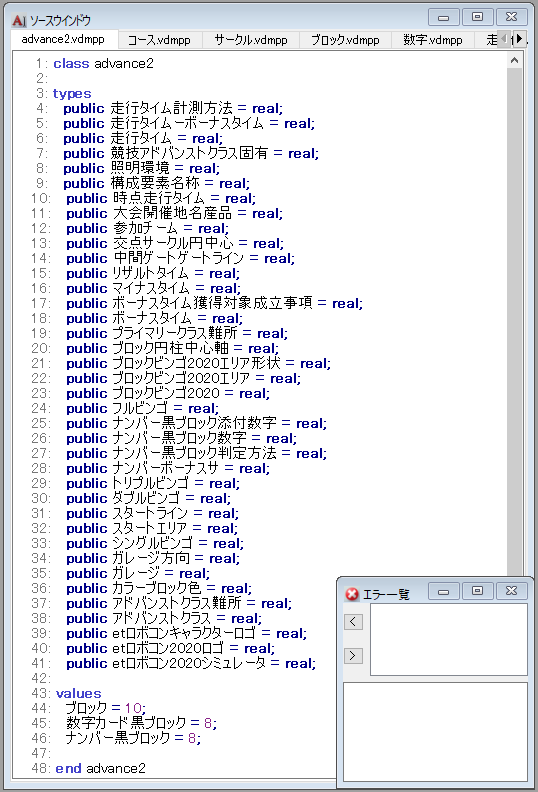 ソースウインドウ
advance2.vdmpp コース.vdmpp サークル.vdmpp ブロック.vdmpp 数字.vdmpp
1: class advance2
2:
3: types
4: public 走行タイム計測方法 = real;
5: public 走行タイムーボーナスタイム = real;
6: public 走行タイム = real;
7: public 競技アドバンストクラス固有 = real;
8: public 照明環境 = real;
9: public 構成要素名称 = real;
10: public 時点走行タイム = real;
11: public 大会開催地名産品 = real;
12: public 参加チーム = real;
13: public 交点サークル円中心 = real;
14: public 中間ゲートゲートライン = real;
15: public リザルトタイム = real;
16: public マイナスタイム = real;
17: public ボーナスタイム獲得対象成立事項 = real;
18: public ボーナスタイム = real;
19: public プライマリークラス難所 = real;
20: public ブロック円柱中心軸 = real;
21: public ブロックビンゴ2020エリア形状 = real;
22: public ブロックビンゴ2020エリア = real;
23: public ブロックビンゴ2020 = real;
24: public フルビンゴ = real;
25: public ナンバー黒ブロック添付数字 = real;
26: public ナンバー黒ブロック数字 = real;
27: public ナンバー黒ブロック判定方法 = real;
28: public ナンバーボーナスサ = real;
29: public トリプルビンゴ = real;
30: public ダブルビンゴ = real;
31: public スタートライン = real;
32: public スタートエリア = real;
33: public シングルビンゴ = real;
34: public ガレージ方向 = real;
35: public ガレージ = real;
36: public カラーブロック色 = real;
37: public アドバンストクラス難所 = real;
38: public アドバンストクラス = real;
39: public etロボコンキャラクターロゴ = real;
40: public etロボコン2020ロゴ = real;
41: public etロボコン2020シミュレータ = real;
42:
43: values
44: ブロック = 10;
45: 数字カード黒ブロック = 8;
46: ナンバー黒ブロック = 8;
47:
48: end advance2
エラー一覧